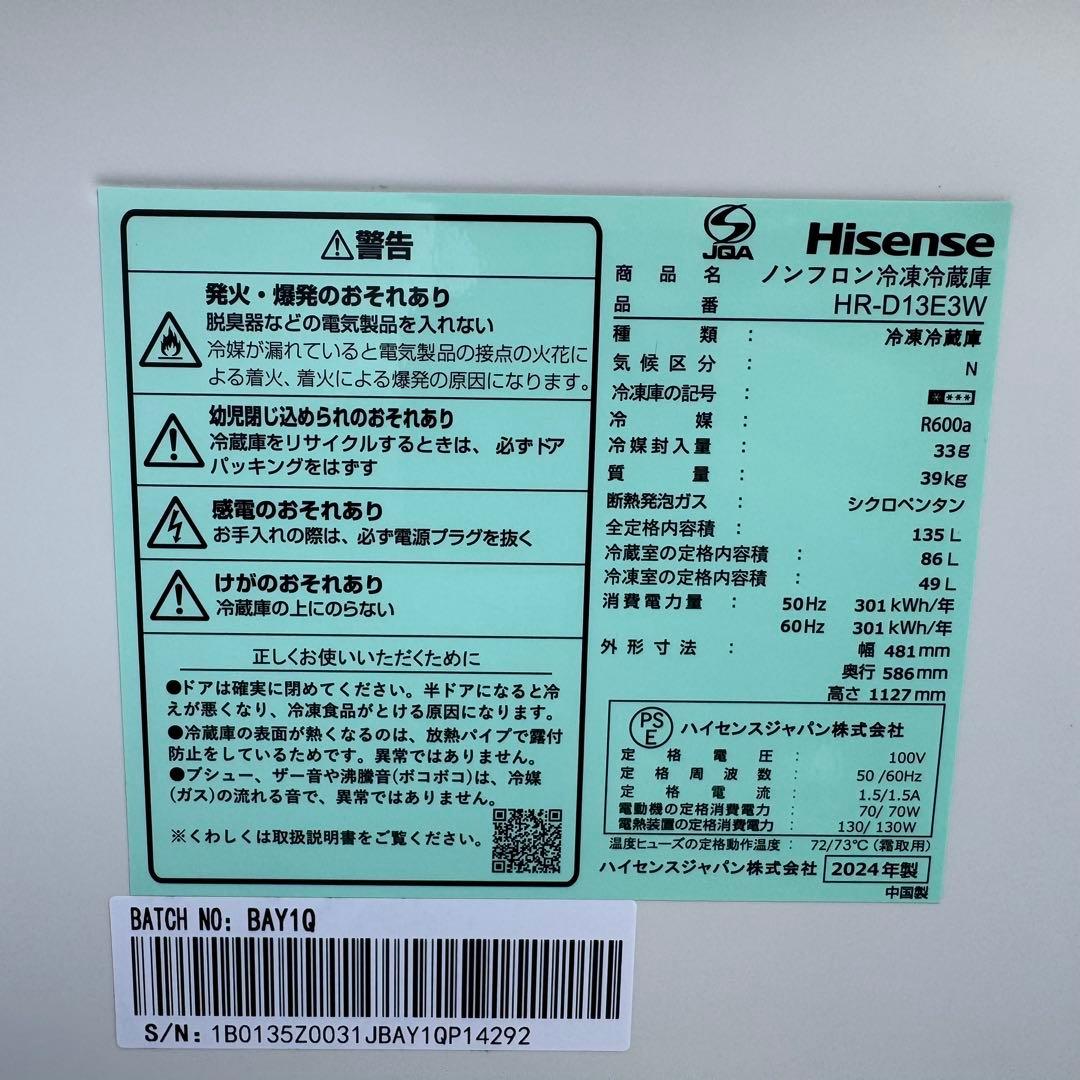 警告
発火・爆発のおそれあり
脱臭器などの電気製品を入れない
冷媒が漏れていると電気製品の接点の火花に
よる着火、着火による爆発の原因になります。
幼児閉じ込められのおそれあり
冷蔵庫をリサイクルするときは、必ずドア
パッキングをはずす
感電のおそれあり
お手入れの際は、必ず電源プラグを抜く
けがのおそれあり
冷蔵庫の上にのらない
正しくお使いいただくために
●ドアは確実に閉めてください。半ドアになると冷
えが悪くなり、冷凍食品がとける原因になります。
●冷蔵庫の表面が熱くなるのは、放熱パイプで露付
防止をしているためです。異常ではありません。
●ブシュー、ザー音や沸騰音(ボコボコ)は、冷媒
(ガス)の流れる音で、異常ではありません。
※くわしくは取扱説明書をご覧ください。
JQA Hisense
商品名 ノンフロン冷凍冷蔵庫
品番 HR-D13E3W
種類 : 冷凍冷蔵庫
気候区分 : N
冷凍庫の記号 : ****
冷媒 : R600a
冷媒封入量 : 33g
質量 : 39kg
断熱発泡ガス : シクロペンタン
全定格内容積 : 135 L
冷蔵室の定格内容積 : 86 L
冷凍室の定格内容積 : 49 L
消費電力量 : 50Hz 301 kWh/年
60Hz 301 kWh/年
外形寸法 : 幅 481mm
奥行 586mm
高さ 1127mm
PSE ハイセンスジャパン株式会社
定格電圧 : 100V
定格周波数 : 50/60Hz
定格電流 : 1.5/1.5A
電動機の定格消費電力 : 70/ 70W
電熱装置の定格消費電力 : 130/ 130W
温度ヒューズの定格動作温度 : 72/73℃(霜取用)
ハイセンスジャパン株式会社 2024年製
中国製
BATCH NO: BAY1Q
S/N: 1B0135Z0031JBAY1QP14292